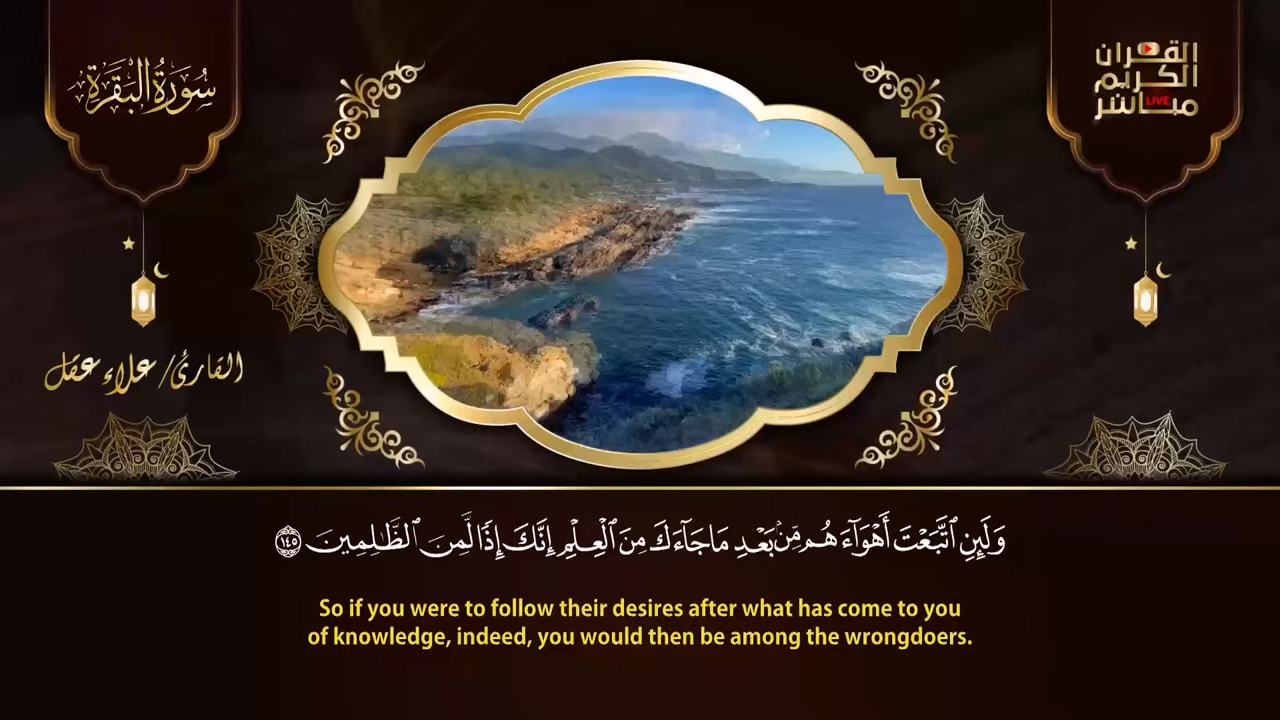 سُورَةُ البَقَرَةِ
القرآن
الكريم
مباشر
LIVE
القارئ/ علاء عقل
وَلَئِنِ ٱتَّبَعْتَ أَهْوَآءَهُم مِّنۢ بَعْدِ مَا جَآءَكَ مِنَ ٱلْعِلْمِ إِنَّكَ إِذًا لَّمِنَ ٱلظَّـٰلِمِينَ ١٤٥
So if you were to follow their desires after what has come to you
of knowledge, indeed, you would then be among the wrongdoers.